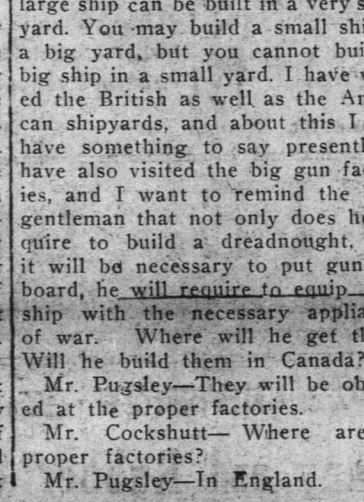 large ship can be built in a very s
yard. You may build a small shi
a big yard, but you cannot bui
big ship in a small yard. I have v
ed the British as well as the Am
can shipyards, and about this I
have something to say presentl
have also visited the big gun fa
ies, and I want to remind the
gentleman that not only does he
quire to build a dreadnought,
it will be necessary to put gun
board, he will require to equip
ship with the necessary applia
of war. Where will he get th
Will he build them in Canada?
Mr. Pugsley—They will be ob
ed at the proper factories.
Mr. Cockshutt— Where are
proper factories?
Mr. Pugsley—In England.